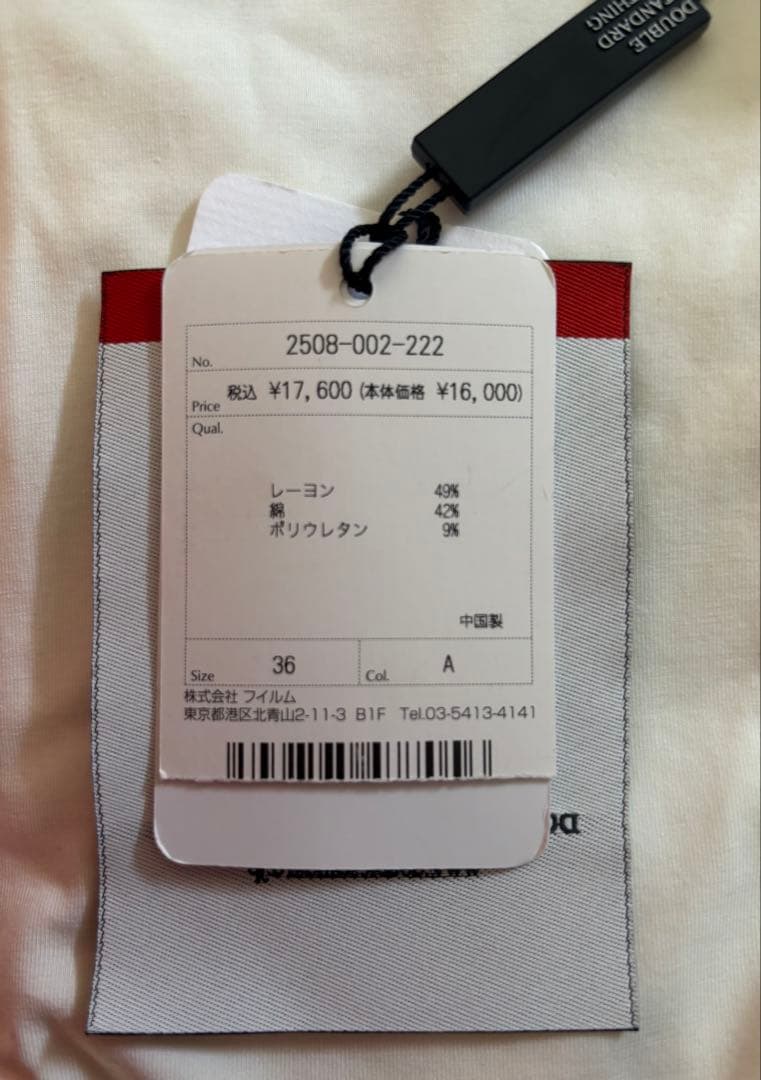 DOUBLE
STANDARD
No. 2508-002-222
Price 税込 ¥17,600 (本体価格 ¥16,000)
Qual.
レーヨン 49%
綿 42%
ポリウレタン 9%
中国製
Size 36 Col. A
株式会社 フイルム
東京都港区北青山2-11-3 B1F Tel.03-5413-4141